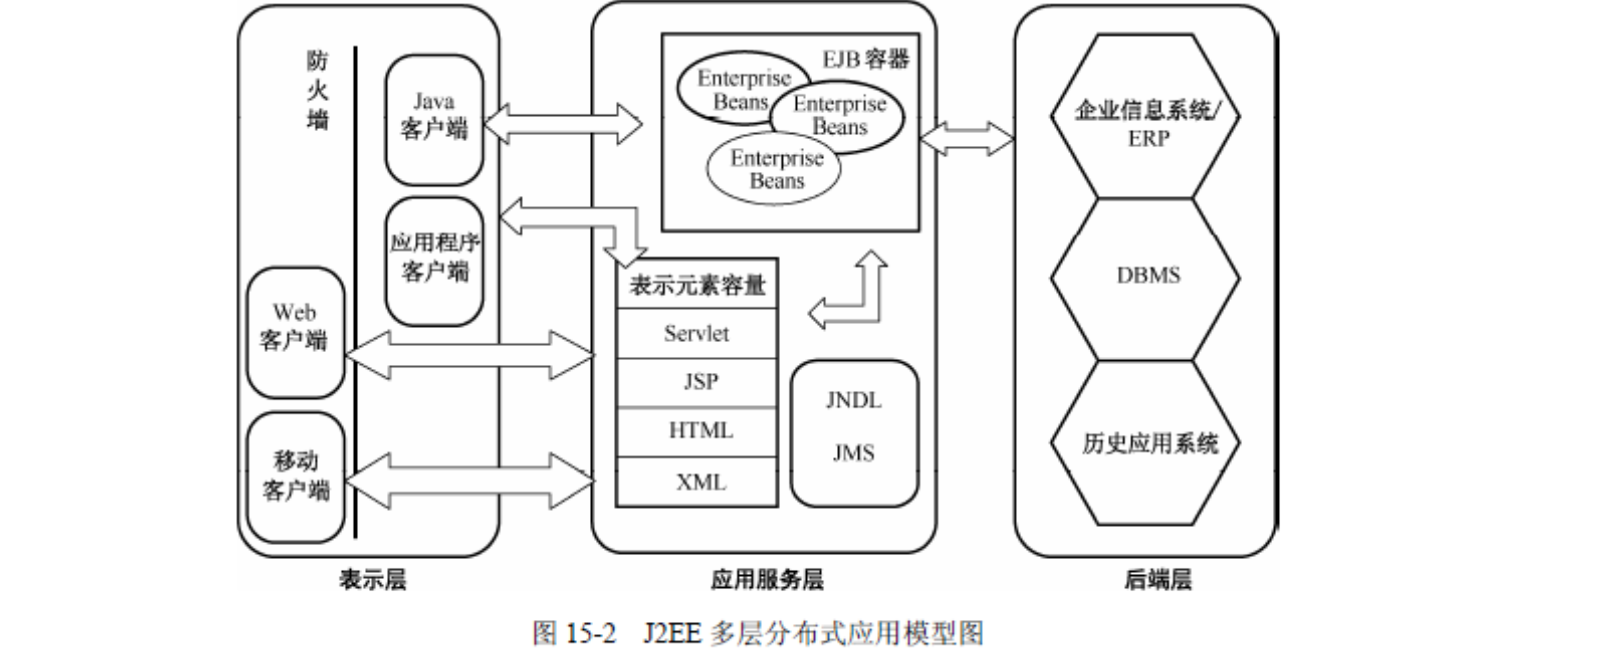 防
火
墙
Java
客户端
应用程序
客户端
Web
客户端
移动
客户端
表示层
EJB 容器
Enterprise
Beans
Enterprise
Beans
Enterprise
Beans
表示元素容量
Servlet
JSP
HTML
XML
JNDL
JMS
应用服务层
企业信息系统/
ERP
DBMS
历史应用系统
后端层
图 15-2 J2EE 多层分布式应用模型图